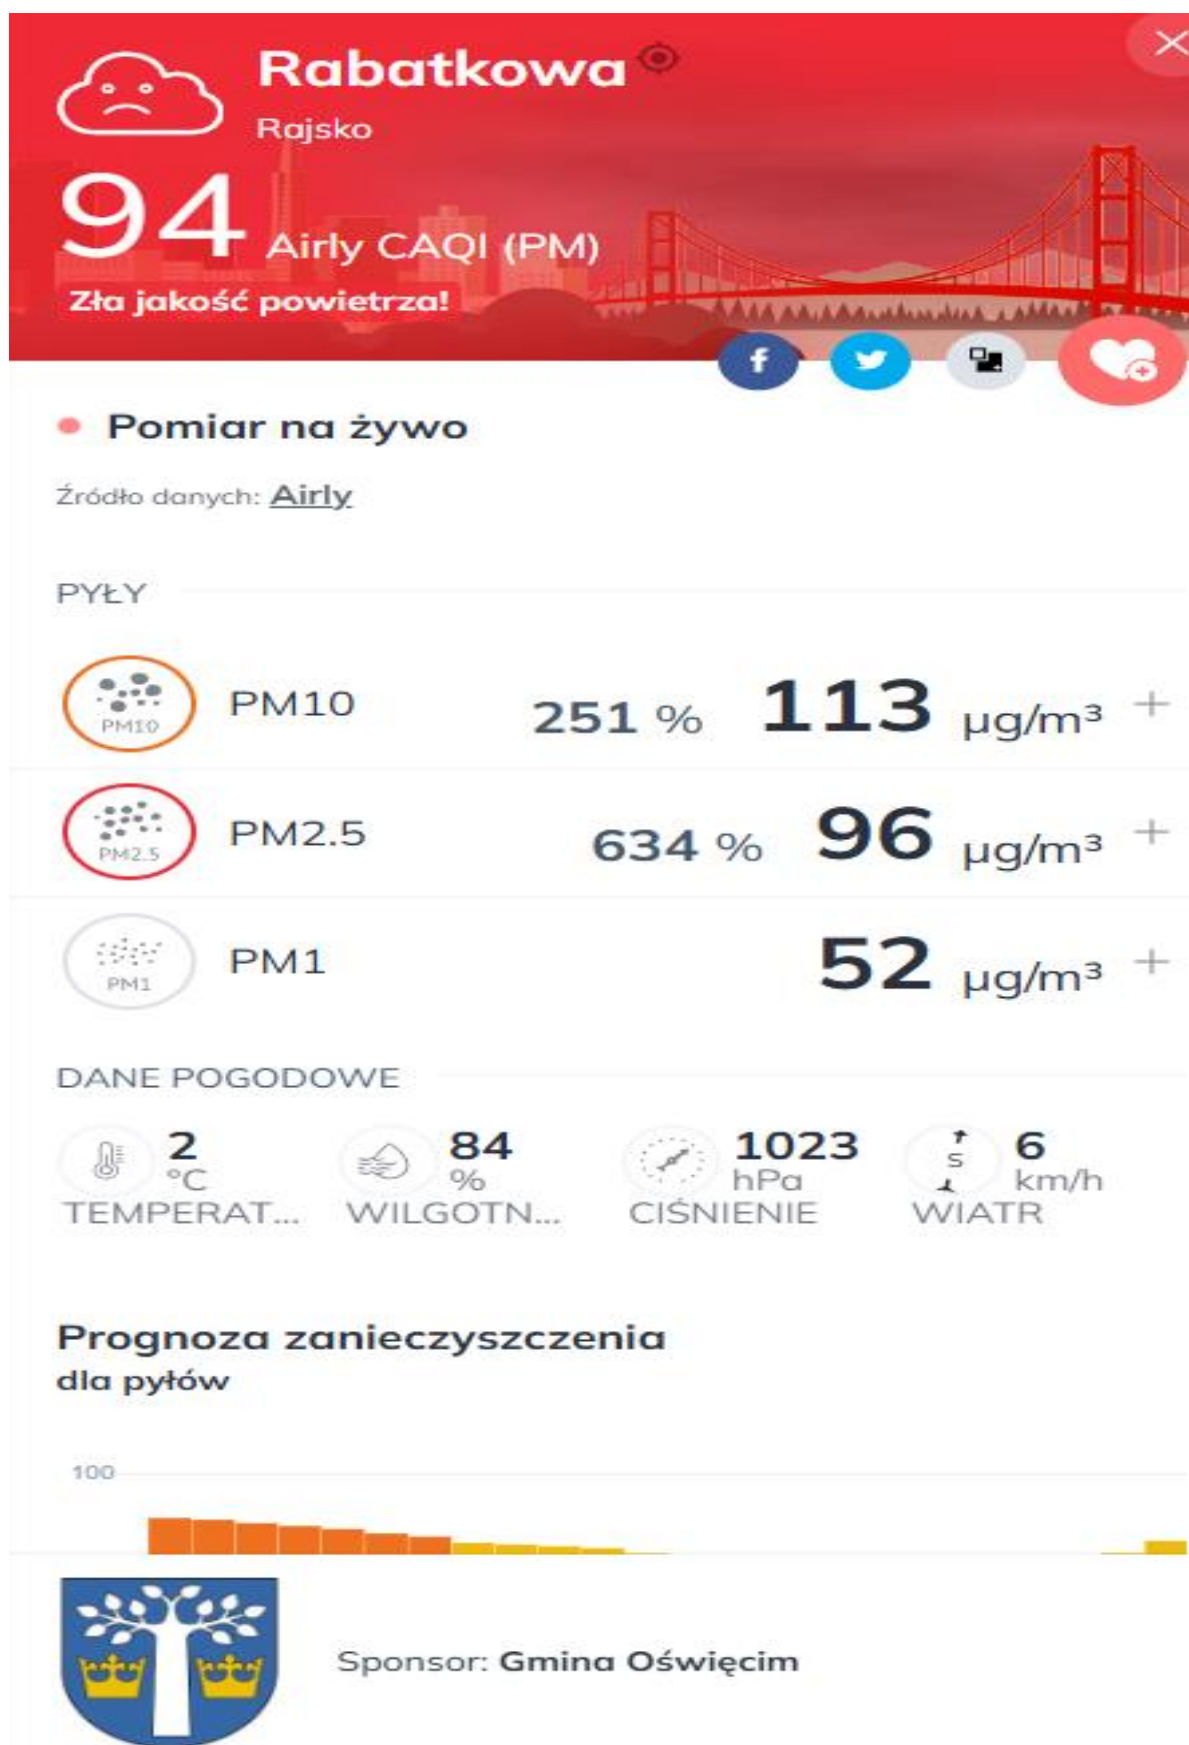 Rabatkowa
Rajsko
94 Airly CAQI (PM)
Zła jakość powietrza!
f
Pomiar na żywo
Źródło danych: Airly
PYŁY
PM10 PM10 251 % 113 µg/m³ +
PM2.5 PM2.5 634 % 96 µg/m³ +
PM1 PM1 52 µg/m³ +
DANE POGODOWE
2 84 1023 S 6
°C % hPa km/h
TEMPERAT... WILGOTN... CIŚNIENIE WIATR
Prognoza zanieczyszczenia
dla pyłów
100
Sponsor: Gmina Oświęcim